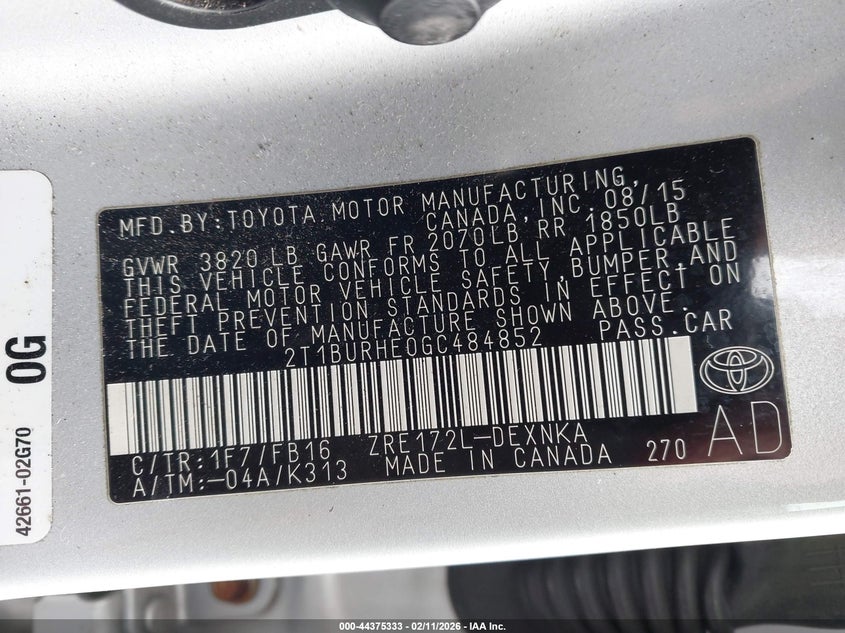 MFD.BY:TOYOTA MOTOR MANUFACTURING,
CANADA,INC. 08/15
GVWR 3820 LB GAWR FR 2070LB RR 1850LB
THIS VEHICLE CONFORMS TO ALL APPLICABLE
FEDERAL MOTOR VEHICLE SAFETY,BUMPER,AND
THEFT PREVENTION STANDARDS IN EFFECT ON
THE DATE OF MANUFACTURE SHOWN ABOVE.
2T1BURHE0GC484852 PASS.CAR
C/TR:1F7/FB16 ZRE172L-DEXNKA
A/TM:-04A/K313 MADE IN CANADA 270 AD
42661-02G70 0G
000-44375333 - 02/11/2026 - IAA Inc.